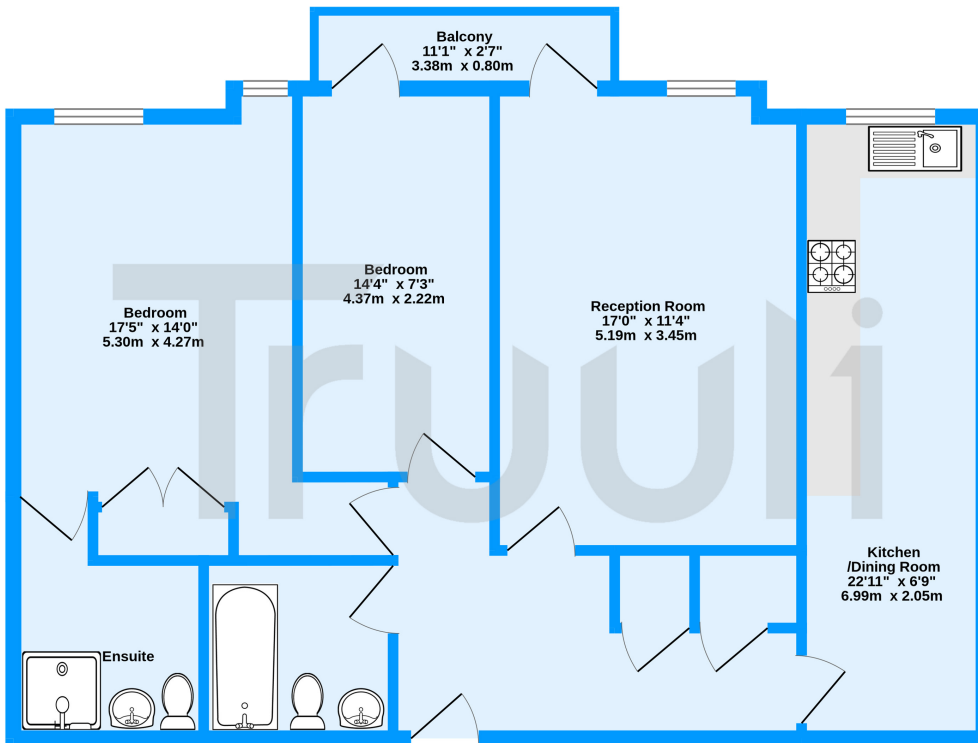 Balcony
11'1" x 2'7"
3.38m x 0.80m
Bedroom
14'4" x 7'3"
4.37m x 2.22m
Bedroom
17'5" x 14'0"
5.30m x 4.27m
Reception Room
17'0" x 11'4"
5.19m x 3.45m
Truuli
Kitchen
/Dining Room
22'11" x 6'9"
6.99m x 2.05m
Ensuite